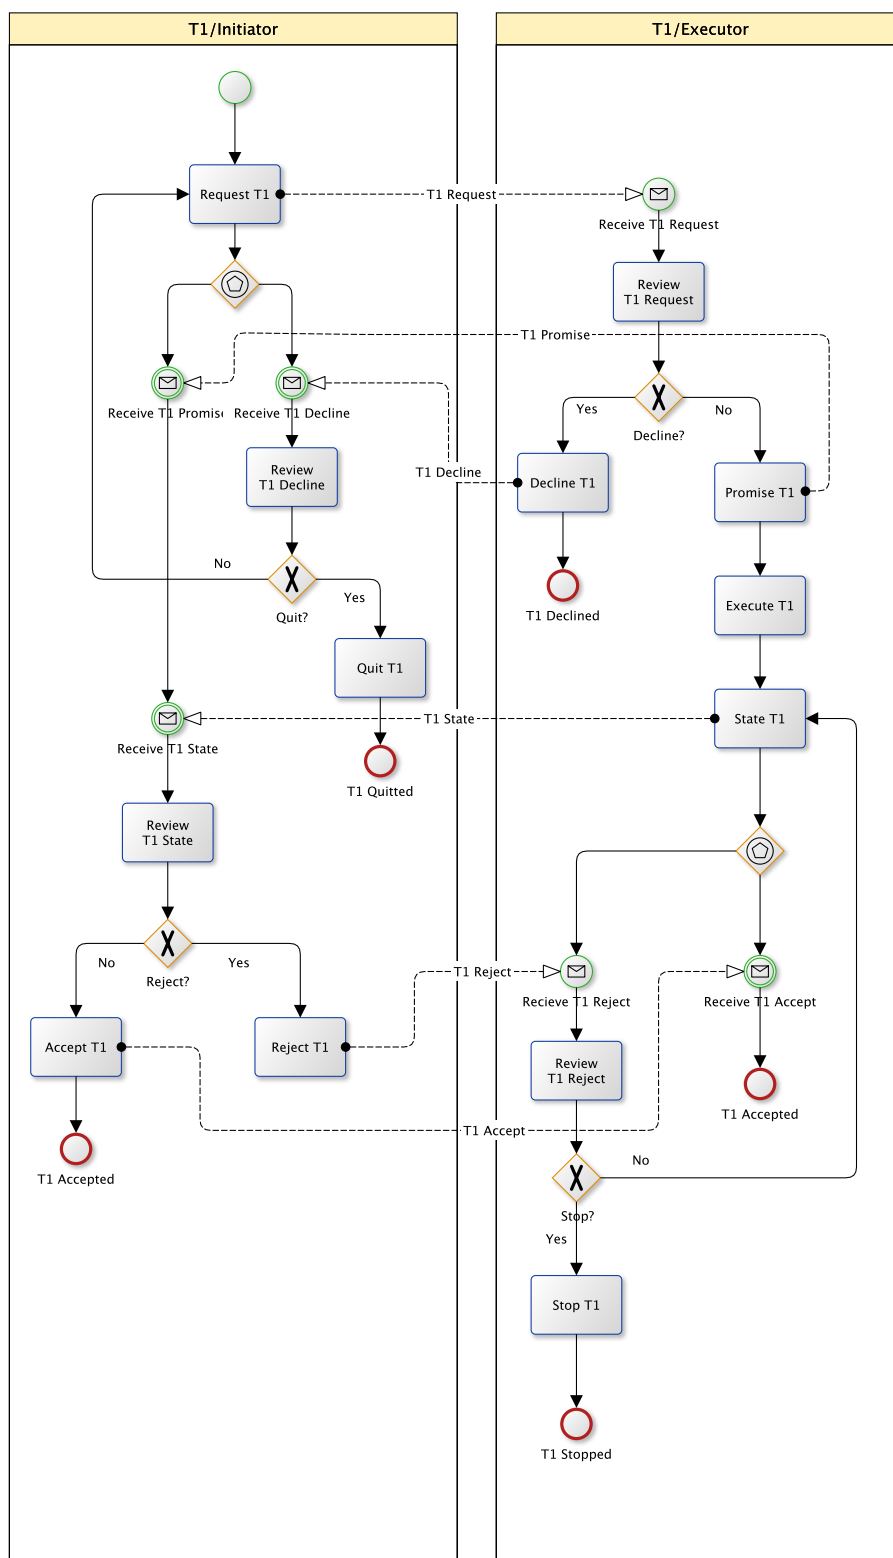 T1/Initiator
T1/Executor
Request T1
T1 Request
Receive T1 Request
Review
T1 Request
T1 Promise
Receive T1 Promise
Receive T1 Decline
Yes
No
Decline?
Review
T1 Decline
T1 Decline
Decline T1
Promise T1
No
Yes
Quit?
T1 Declined
Execute T1
Quit T1
T1 State
State T1
Receive T1 State
T1 Quitted
Review
T1 State
No
Yes
Reject?
T1 Reject
Recieve T1 Reject
Receive T1 Accept
Accept T1
Reject T1
Review
T1 Reject
T1 Accepted
T1 Accept
T1 Accepted
No
Stop?
Yes
Stop T1
T1 Stopped